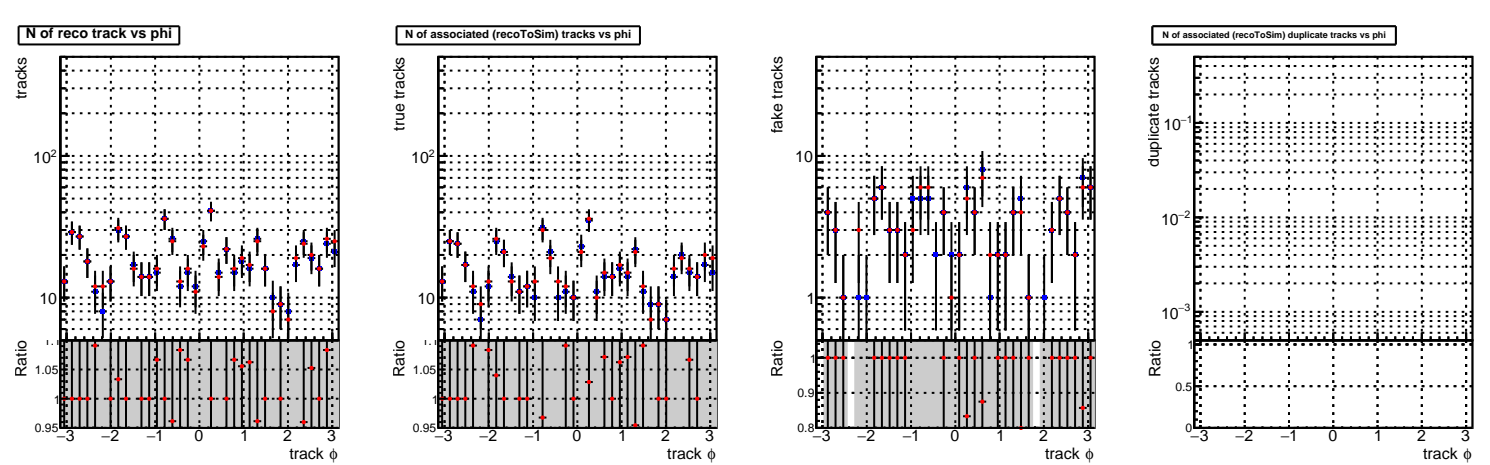 N of reco track vs phi
tracks
10²
10
Ratio
1.05
1
0.95
−3 −2 −1 0 1 2 3
track ϕ
N of associated (recoToSim) tracks vs phi
true tracks
10²
10
Ratio
1.05
1
0.95
−3 −2 −1 0 1 2 3
track ϕ
fake tracks
10
1
Ratio
1
0.9
0.8
−3 −2 −1 0 1 2 3
track ϕ
N of associated (recoToSim) duplicate tracks vs phi
duplicate tracks
10⁻¹
10⁻²
10⁻³
Ratio
1
0.5
0
−3 −2 −1 0 1 2 3
track ϕ